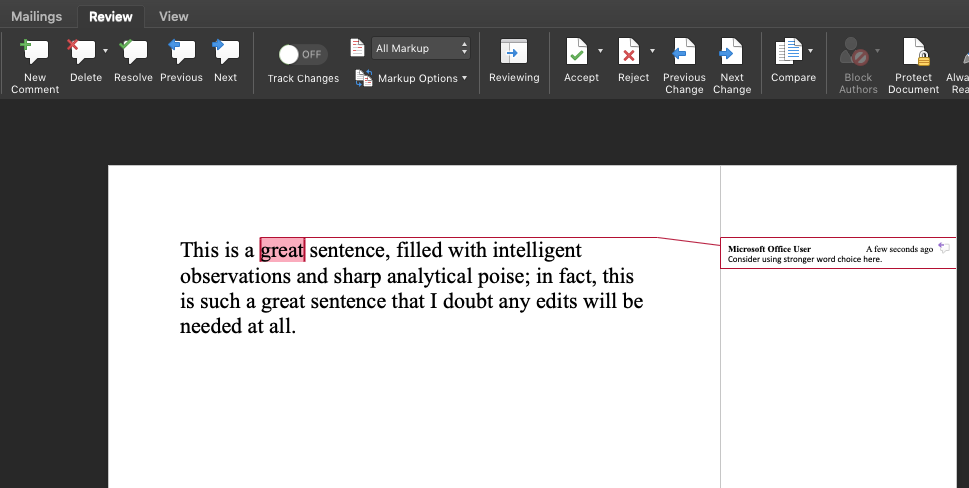 Mailings Review View
New Comment
Delete
Resolve
Previous
Next
OFF
Track Changes
All Markup
Markup Options
Reviewing
Accept
Reject
Previous Change
Next Change
Compare
Block Authors
Protect Document
This is a great sentence, filled with intelligent
observations and sharp analytical poise; in fact, this
is such a great sentence that I doubt any edits will be
needed at all.
Microsoft Office User A few seconds ago
Consider using stronger word choice here.